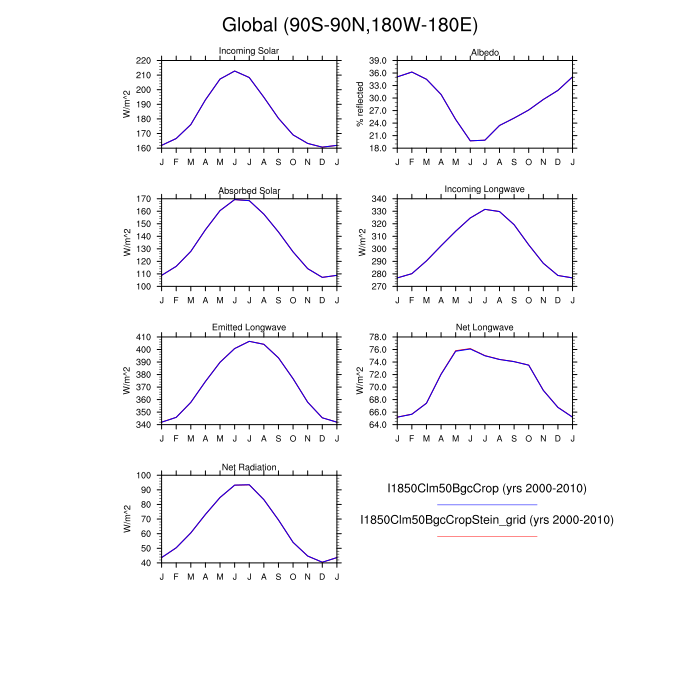 Global (90S-90N,180W-180E)
Incoming Solar
W/m^2
220
210
200
190
180
170
160
J F M A M J J A S O N D J
Albedo
% reflected
39.0
36.0
33.0
30.0
27.0
24.0
21.0
18.0
J F M A M J J A S O N D J
Absorbed Solar
W/m^2
170
160
150
140
130
120
110
100
J F M A M J J A S O N D J
Incoming Longwave
W/m^2
340
330
320
310
300
290
280
270
J F M A M J J A S O N D J
Emitted Longwave
W/m^2
410
400
390
380
370
360
350
340
J F M A M J J A S O N D J
Net Longwave
W/m^2
78.0
76.0
74.0
72.0
70.0
68.0
66.0
64.0
J F M A M J J A S O N D J
Net Radiation
W/m^2
100
90
80
70
60
50
40
J F M A M J J A S O N D J
I1850Clm50BgcCrop (yrs 2000-2010)
I1850Clm50BgcCropStein_grid (yrs 2000-2010)